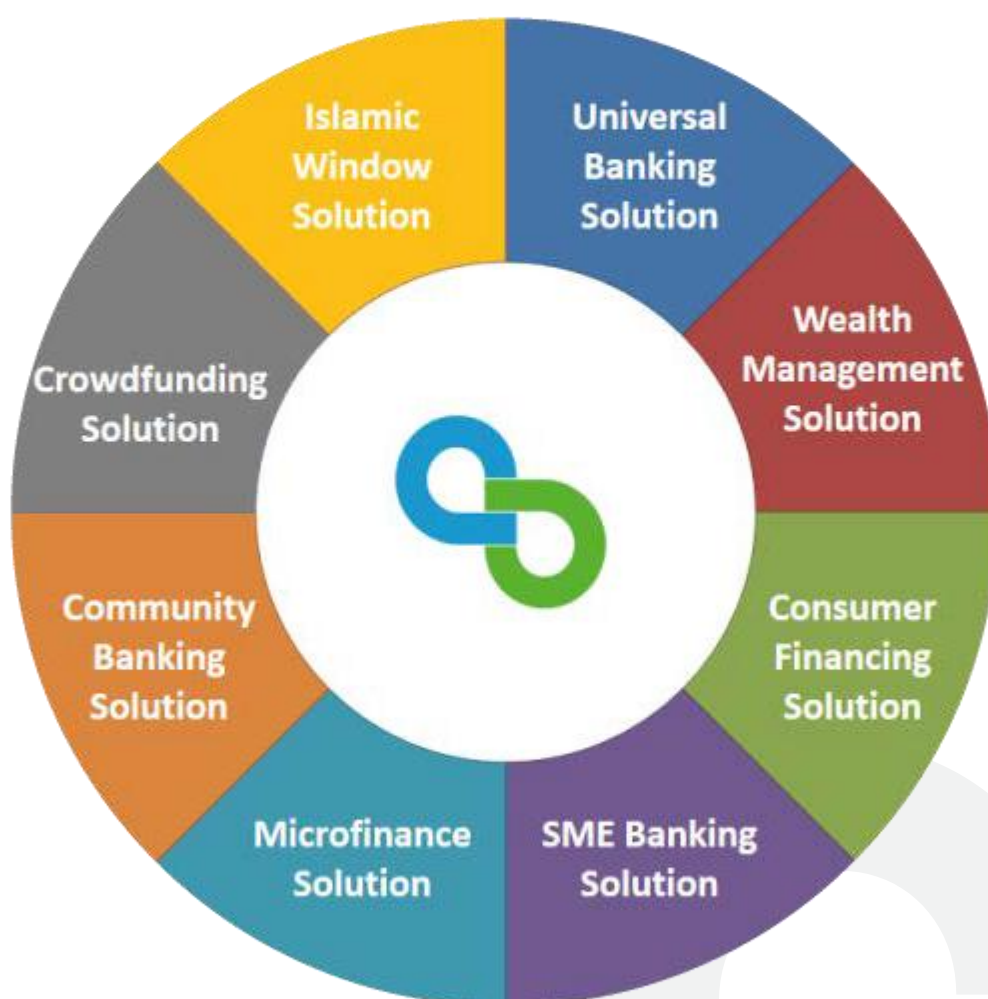 Islamic
Window
Solution
Universal
Banking
Solution
Wealth
Management
Solution
Consumer
Financing
Solution
SME Banking
Solution
Microfinance
Solution
Community
Banking
Solution
Crowdfunding
Solution